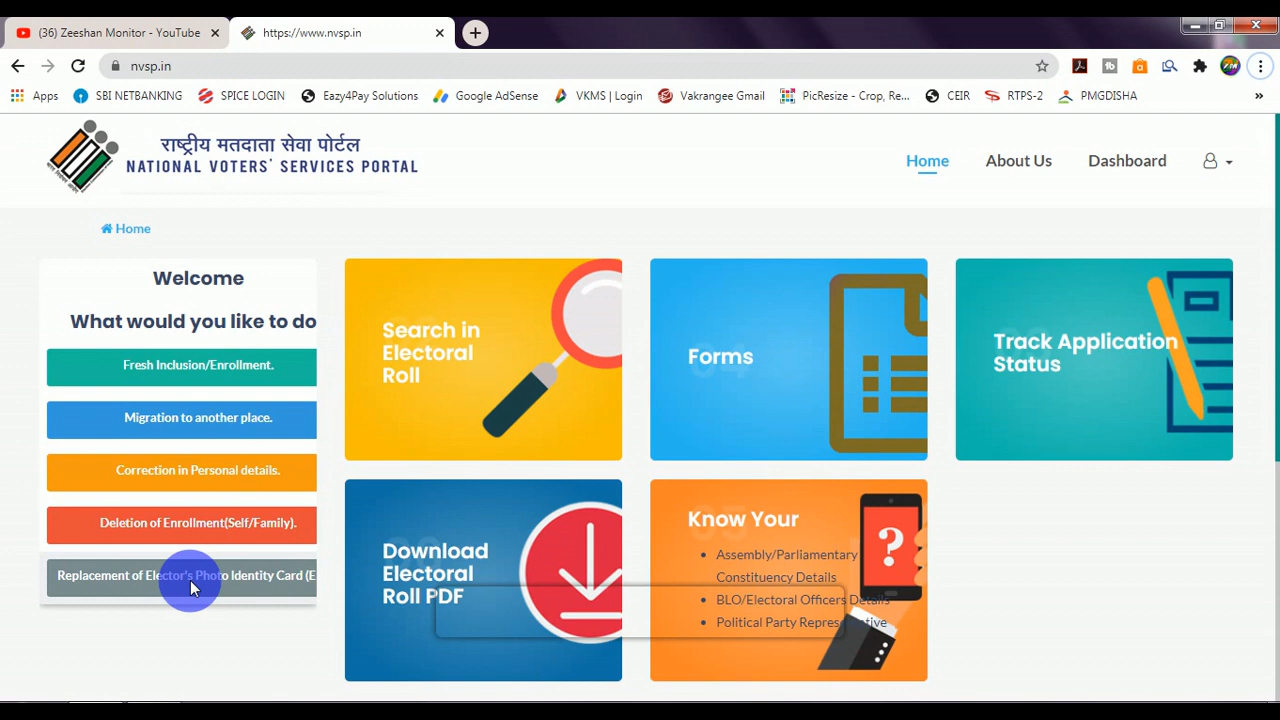 (36) Zeeshan Monitor - YouTube
https://www.nvsp.in
nvsp.in
Apps
SBI NETBANKING
SPICE LOGIN
Eazy4Pay Solutions
Google AdSense
VKMS | Login
Vakrangee Gmail
PicResize - Crop, Re...
CEIR
RTPS-2
PMGDISHA
»
राष्ट्रीय मतदाता सेवा पोर्टल
NATIONAL VOTERS' SERVICES PORTAL
Home
About Us
Dashboard
Home
Welcome
What would you like to do
Fresh Inclusion/Enrollment.
Migration to another place.
Correction in Personal details.
Deletion of Enrollment(Self/Family).
Replacement of Elector's Photo Identity Card (E
Search in
Electoral
Roll
Forms
Track Application
Status
Download
Electoral
Roll PDF
Know Your
• Assembly/Parliamentary
Constituency Details
• BLO/Electoral Officers Details
• Political Party Representative
?